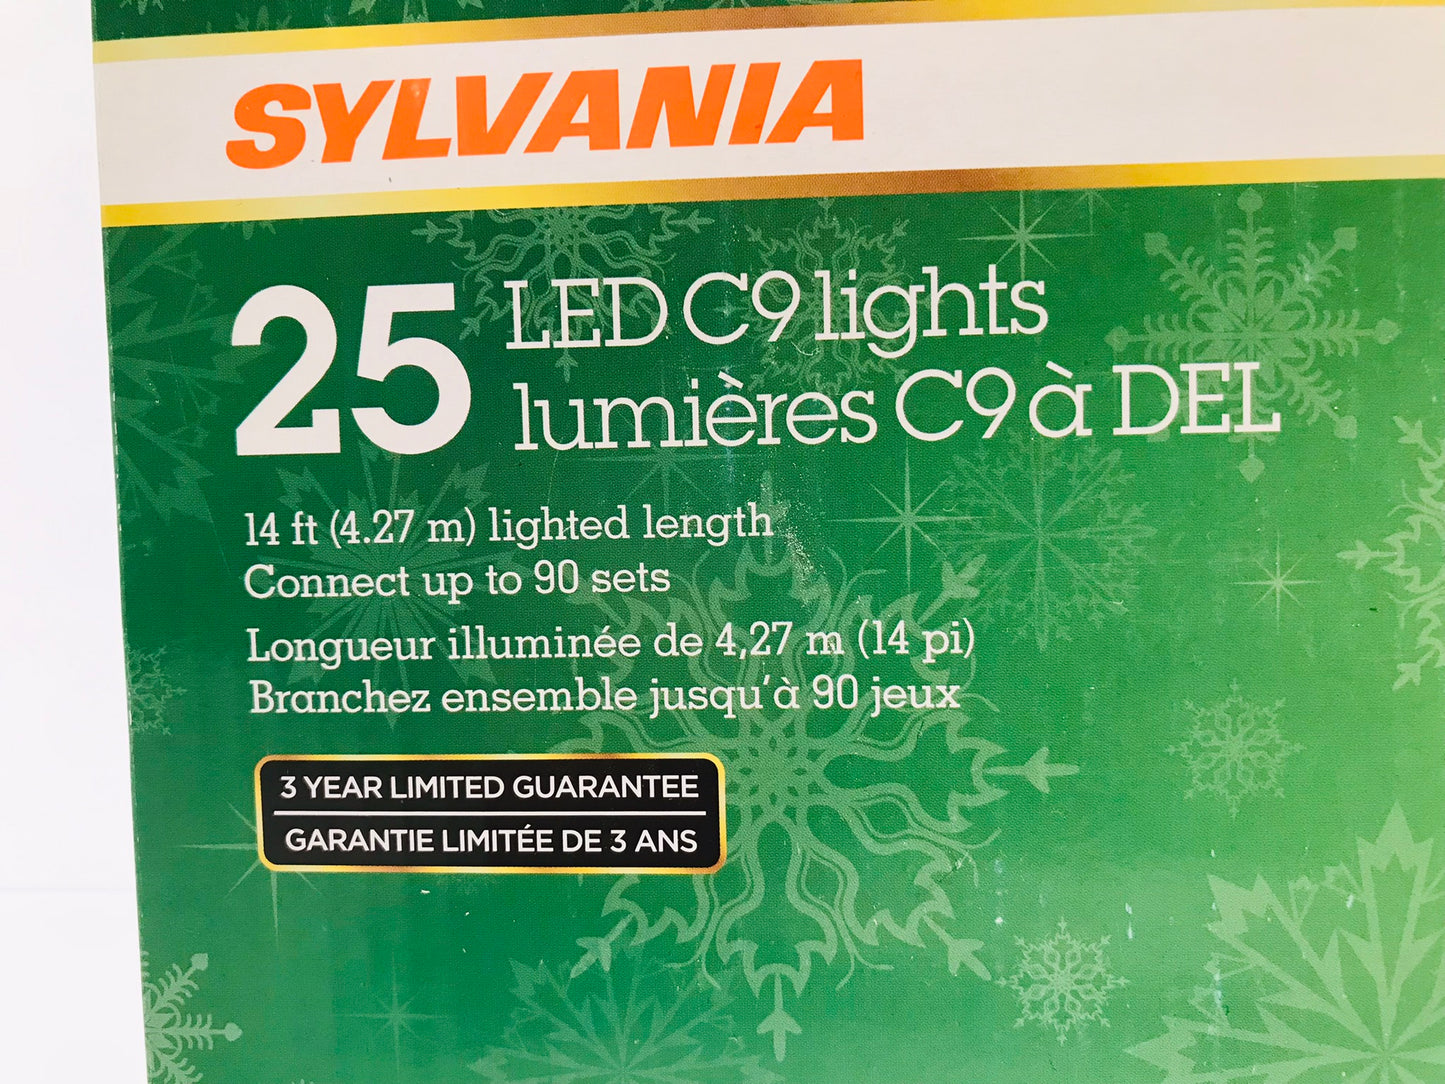 SYLVANIA
25 LED C9 lights
lumières C9 à DEL
14 ft (4.27 m) lighted length
Connect up to 90 sets
Longueur illuminée de 4,27 m (14 pi)
Branchez ensemble jusqu'à 90 jeux
3 YEAR LIMITED GUARANTEE
GARANTIE LIMITÉE DE 3 ANS